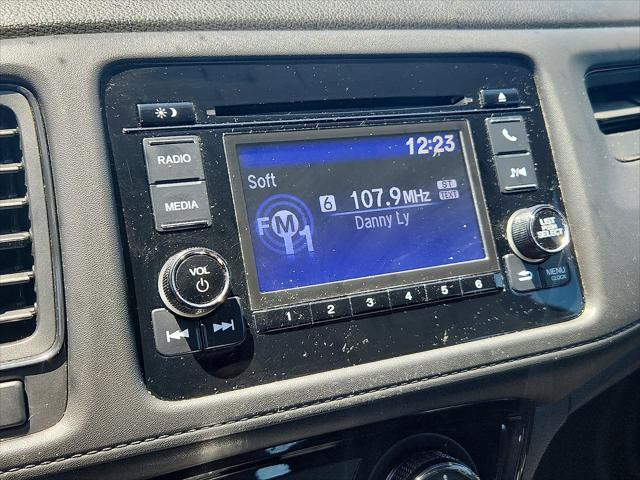 12:23
RADIO
Soft
6 107.9MHz ST
TEXT
MEDIA
Danny Ly
FM1
LIST
PUSH
SELECT
VOL
MENU
CLOCK
1 2 3 4 5 6